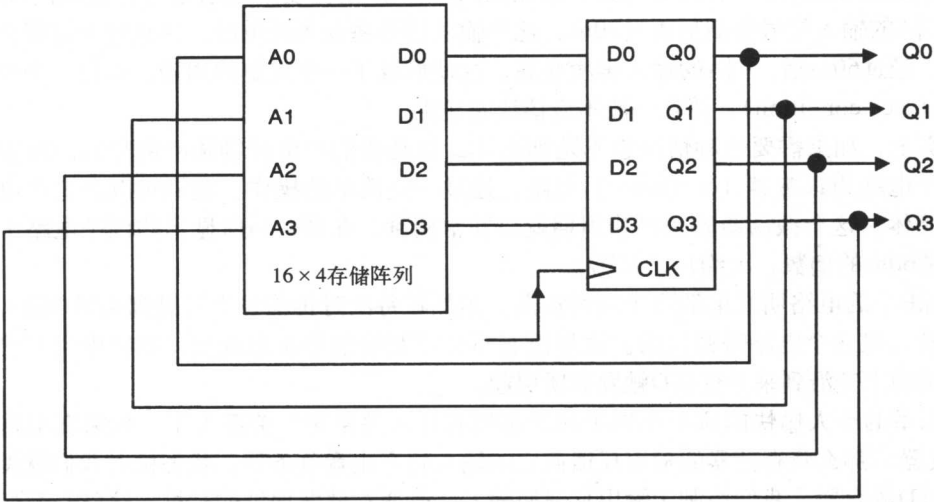 A0 D0 D0 Q0 Q0
A1 D1 D1 Q1 Q1
A2 D2 D2 Q2 Q2
A3 D3 D3 Q3 Q3
16×4存储阵列 CLK